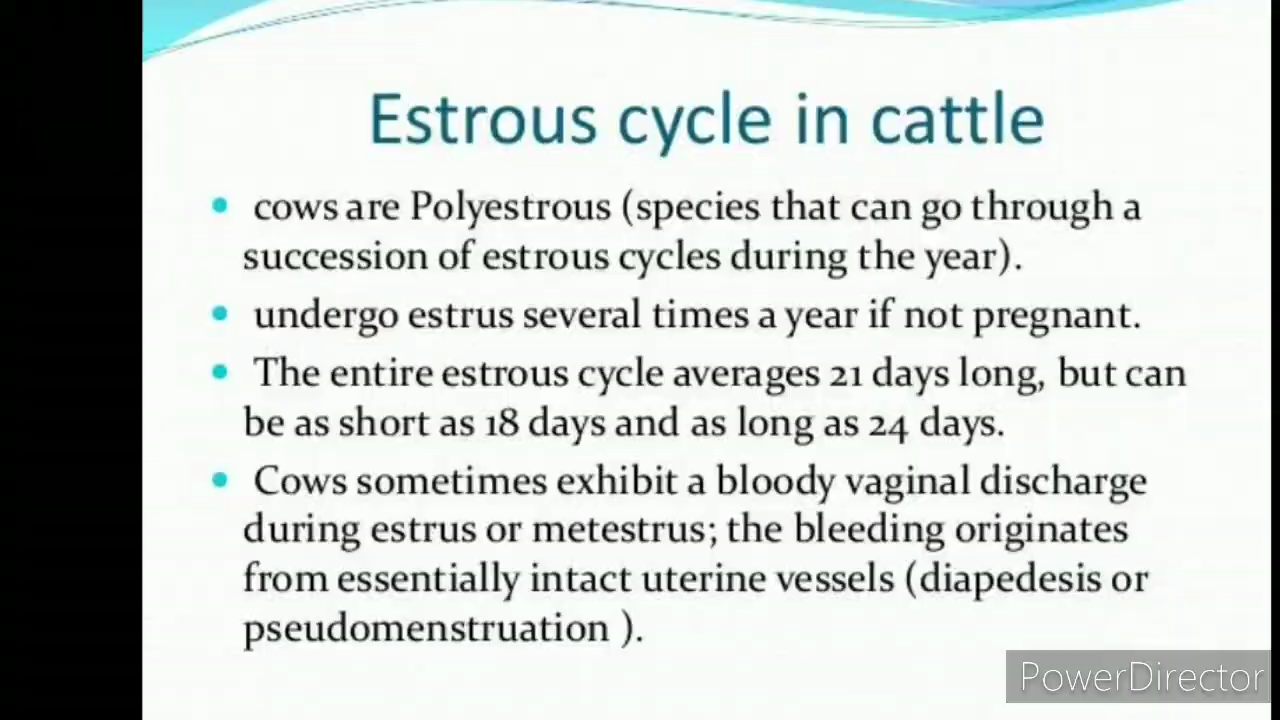 Estrous cycle in cattle
• cows are Polyestrous (species that can go through a
succession of estrous cycles during the year).
• undergo estrus several times a year if not pregnant.
• The entire estrous cycle averages 21 days long, but can
be as short as 18 days and as long as 24 days.
• Cows sometimes exhibit a bloody vaginal discharge
during estrus or metestrus; the bleeding originates
from essentially intact uterine vessels (diapedesis or
pseudomenstruation ).
PowerDirector